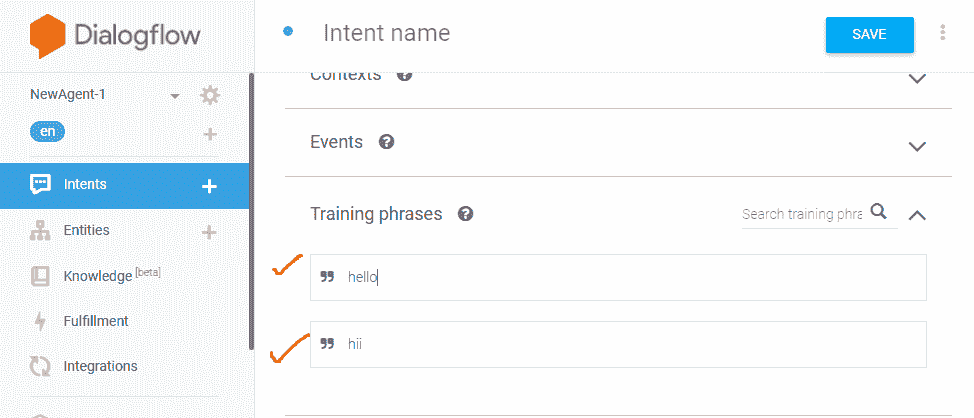 Dialogflow
Intent name
SAVE
Contexts
NewAgent-1
en
Events
Intents
Training phrases
Search training phra
Entities
Knowledge [beta]
hello
Fulfillment
hii
Integrations